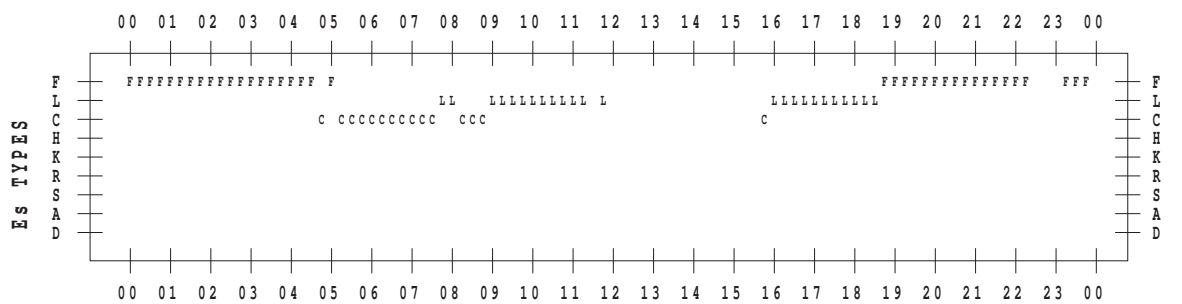 00 01 02 03 04 05 06 07 08 09 10 11 12 13 14 15 16 17 18 19 20 21 22 23 00
F FFFFFFFFFFFFFFFFFFF F FFFFFFFFFFFFFFF FFF F
L LL LLLLLLLLLL L LLLLLLLLLLL L
C C CCCCCCCCCC CCC C C
H H
K K
R R
S S
A A
D D
Es TYPES
00 01 02 03 04 05 06 07 08 09 10 11 12 13 14 15 16 17 18 19 20 21 22 23 00